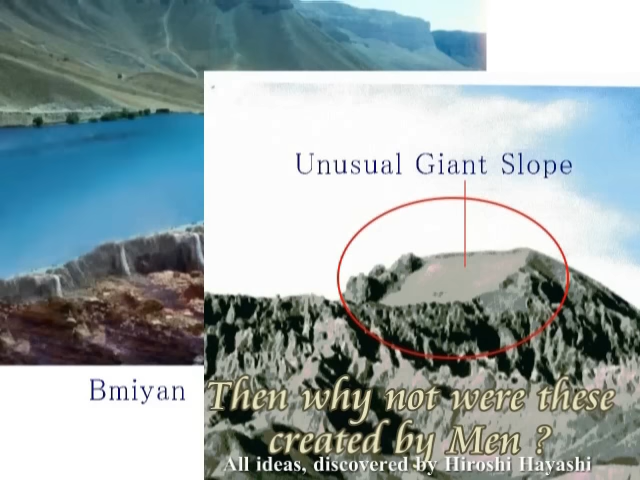 Unusual Giant Slope
Bmiyan
Then why not were these
created by Men ?
All ideas, discovered by Hiroshi Hayashi